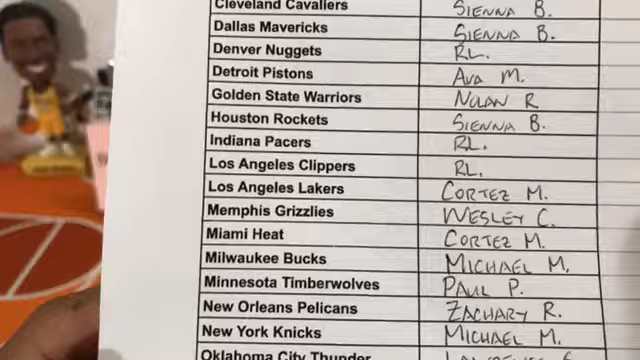 Cleveland Cavaliers SIENNA B.
Dallas Mavericks SIENNA B.
Denver Nuggets RL.
Detroit Pistons AVA M.
Golden State Warriors NOLAN R
Houston Rockets SIENNA B.
Indiana Pacers RL.
Los Angeles Clippers RL.
Los Angeles Lakers CORTEZ M.
Memphis Grizzlies WESLEY C.
Miami Heat CORTEZ M.
Milwaukee Bucks MICHAEL M.
Minnesota Timberwolves PAUL P.
New Orleans Pelicans ZACHARY R.
New York Knicks MICHAEL M.
Oklahoma City Thunder